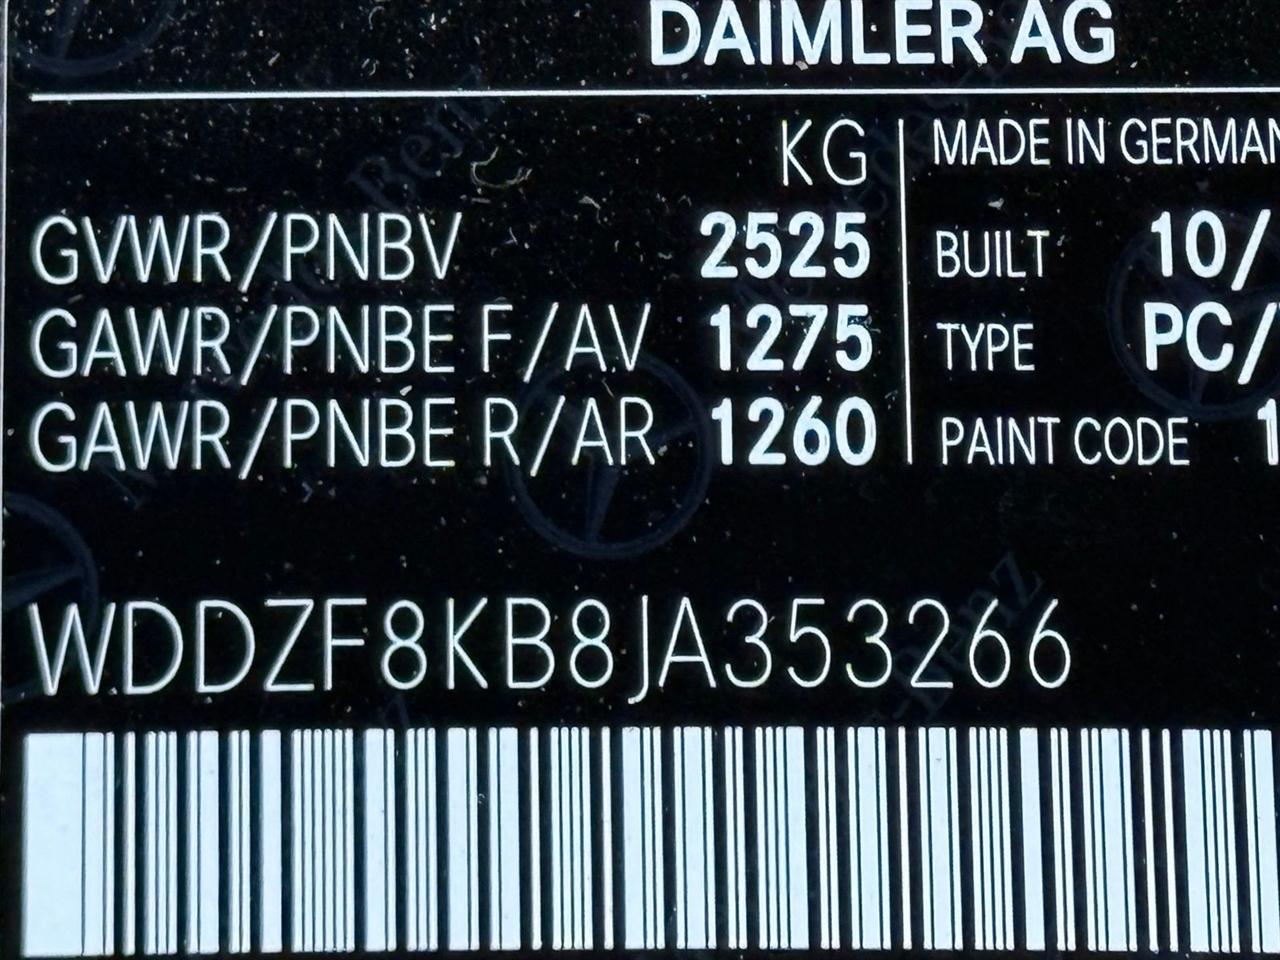 DAIMLER AG
KG
MADE IN GERMAN
GVWR/PNBV 2525
BUILT 10/
GAWR/PNBE F/AV 1275
TYPE PC/
GAWR/PNBE R/AR 1260
PAINT CODE 1
WDDZF8KB8JA353266